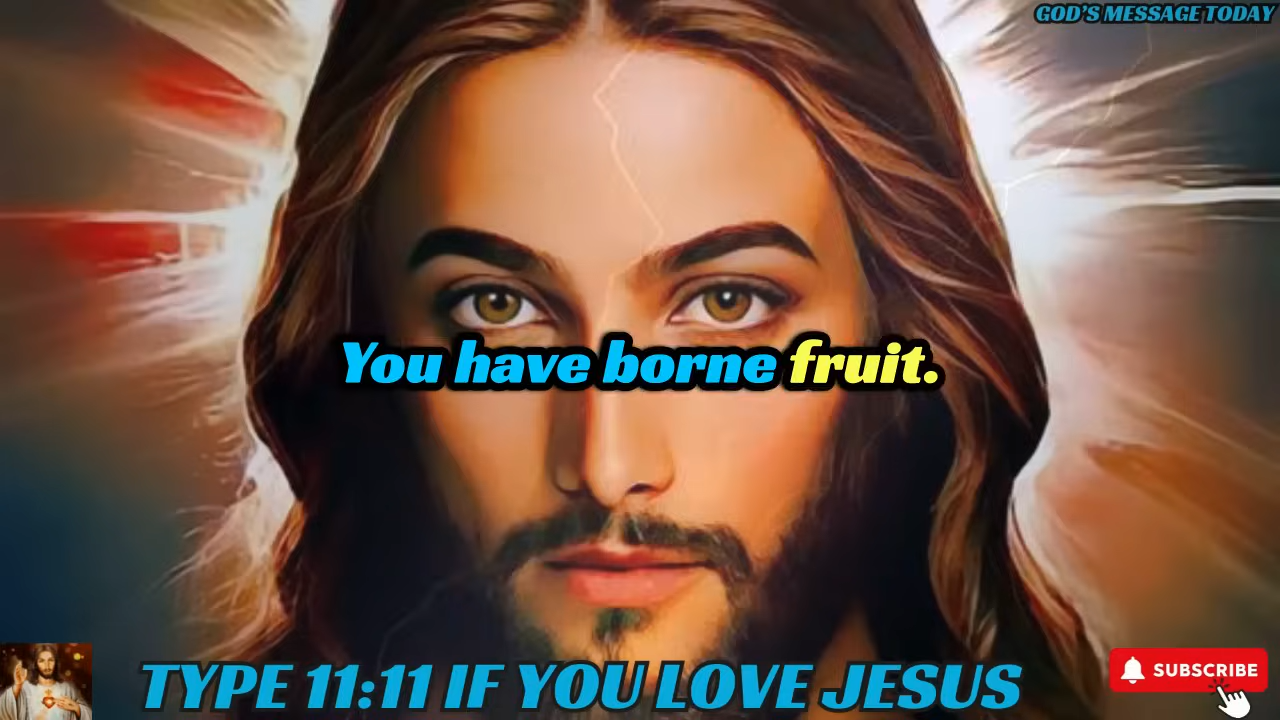 GOD'S MESSAGE TODAY
You have borne fruit.
TYPE 11:11 IF YOU LOVE JESUS
SUBSCRIBE